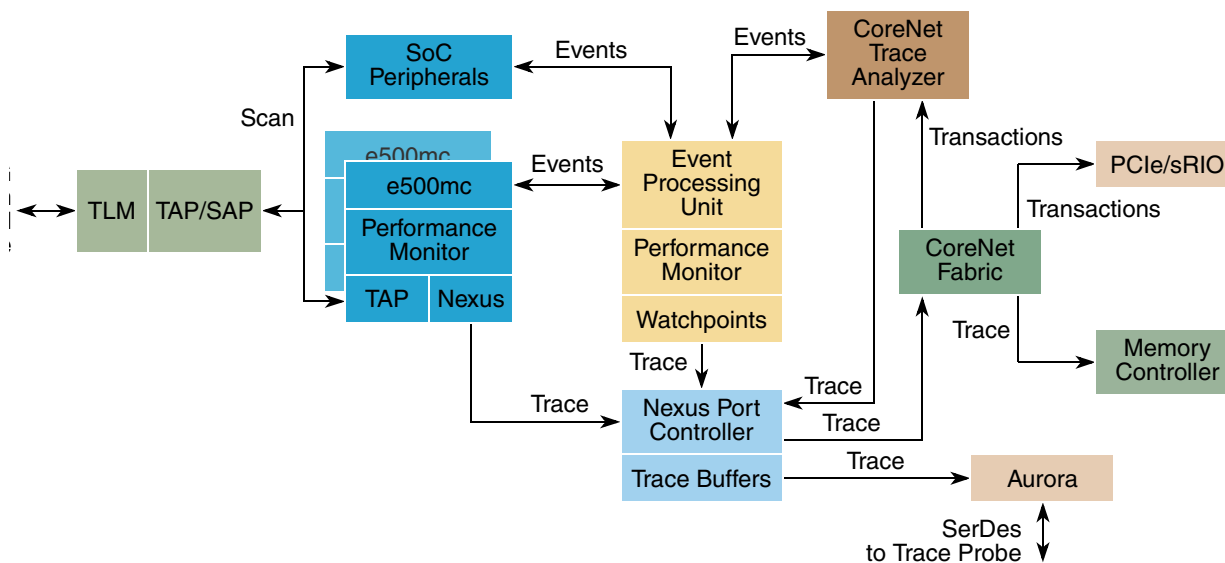 CoreNet
Trace
Analyzer
Events
SoC
Peripherals
Events
Scan
Transactions
e500mc
Event
Processing
Unit
Events
e500mc
PCIe/sRIO
TLM
TAP/SAP
Transactions
Performance
Monitor
Performance
Monitor
CoreNet
Fabric
TAP
Nexus
Watchpoints
Trace
Memory
Controller
Trace
Trace
Trace
Nexus Port
Controller
Trace
Trace
Trace Buffers
Aurora
SerDes
to Trace Probe